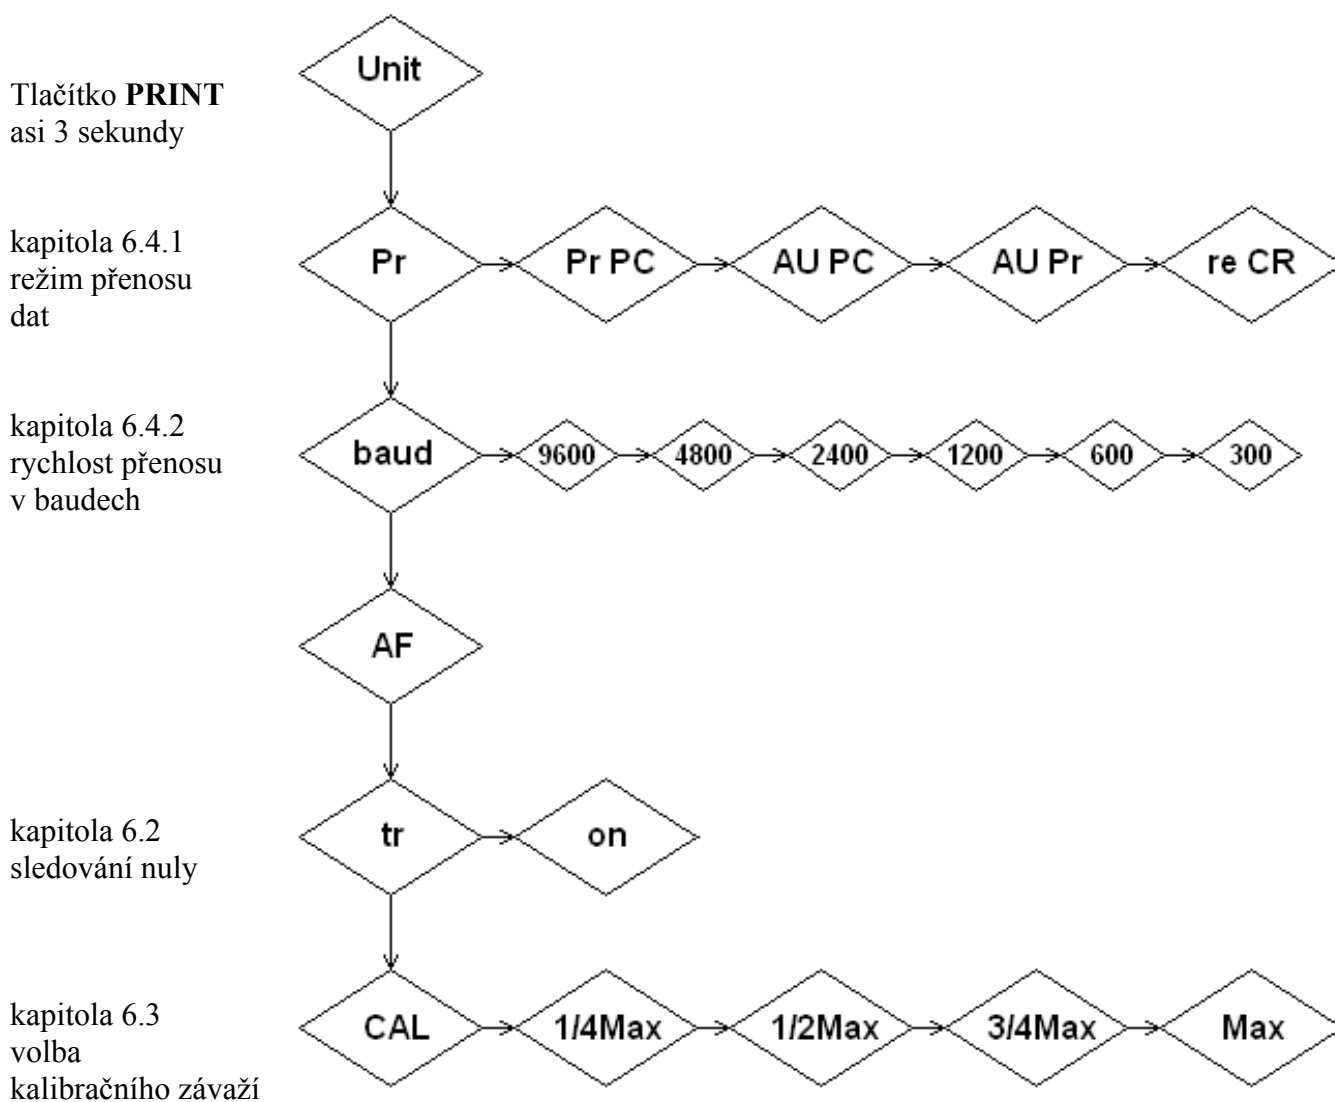 Unit
Tlačítko PRINT
asi 3 sekundy
kapitola 6.4.1
režim přenosu
dat
Pr Pr PC AU PC AU Pr re CR
kapitola 6.4.2
rychlost přenosu
v baudech
baud 9600 4800 2400 1200 600 300
AF
kapitola 6.2
sledování nuly
tr on
kapitola 6.3
volba
kalibračního závaží
CAL 1/4Max 1/2Max 3/4Max Max